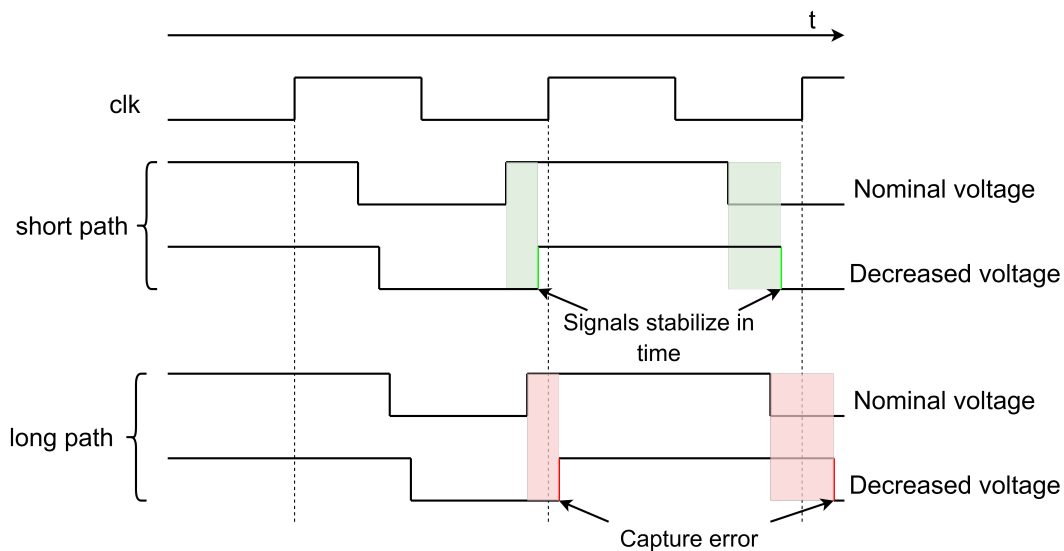 t
clk
Nominal voltage
short path
Decreased voltage
Signals stabilize in
time
Nominal voltage
long path
Decreased voltage
Capture error